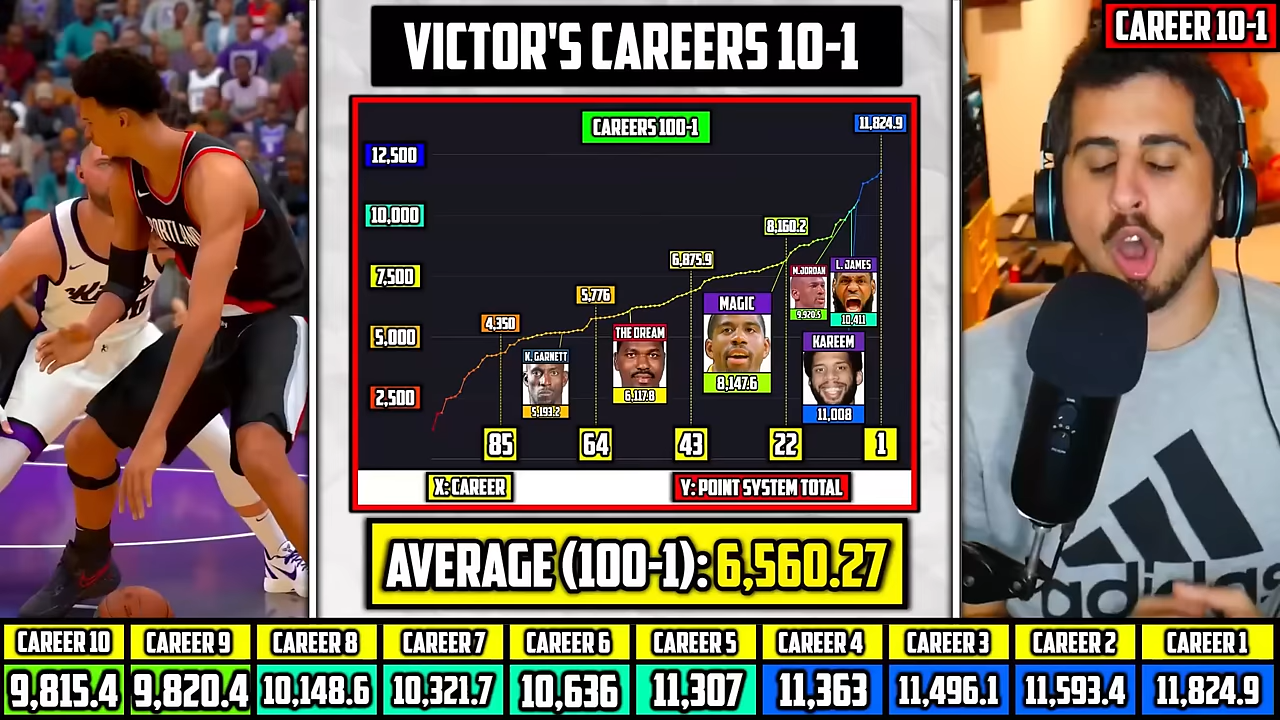 VICTOR'S CAREERS 10-1
CAREER 10-1
CAREERS 100-1
11,824.9
12,500
10,000
8,160.2
7,500
6,875.9
M.JORDAN
9,920.5
L. JAMES
10,411
5,776
MAGIC
8,147.6
5,000
4,350
THE DREAM
6,117.8
KAREEM
11,008
K. GARNETT
5,193.2
2,500
85
64
43
22
1
X: CAREER
Y: POINT SYSTEM TOTAL
AVERAGE (100-1): 6,560.27
PORTLAND
adidas
CAREER 10
CAREER 9
CAREER 8
CAREER 7
CAREER 6
CAREER 5
CAREER 4
CAREER 3
CAREER 2
CAREER 1
9,815.4
9,820.4
10,148.6
10,321.7
10,636
11,307
11,363
11,496.1
11,593.4
11,824.9